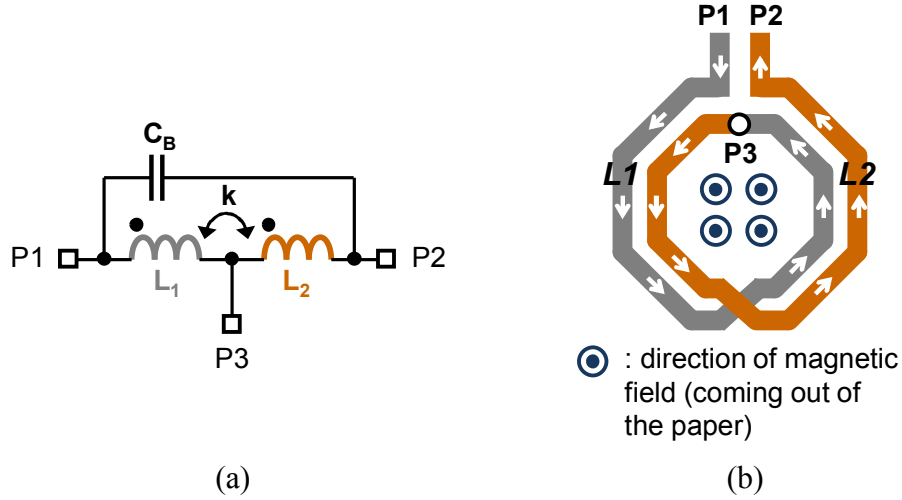 P1 P2
C_B
k
P3
L1 L2
P1 P2
L_1 L_2
P3
: direction of magnetic
field (coming out of
the paper)
(a) (b)